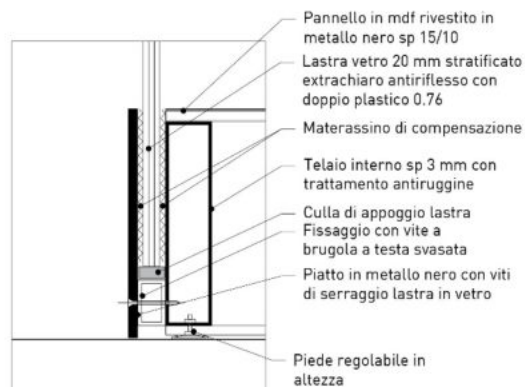 Pannello in mdf rivestito in
metallo nero sp 15/10
Lastra vetro 20 mm stratificato
extrachiaro antiriflesso con
doppio plastico 0.76
Materassino di compensazione
Telaio interno sp 3 mm con
trattamento antiruggine
Culla di appoggio lastra
Fissaggio con vite a
brugola a testa svasata
Piatto in metallo nero con viti
di serraggio lastra in vetro
Piede regolabile in
altezza